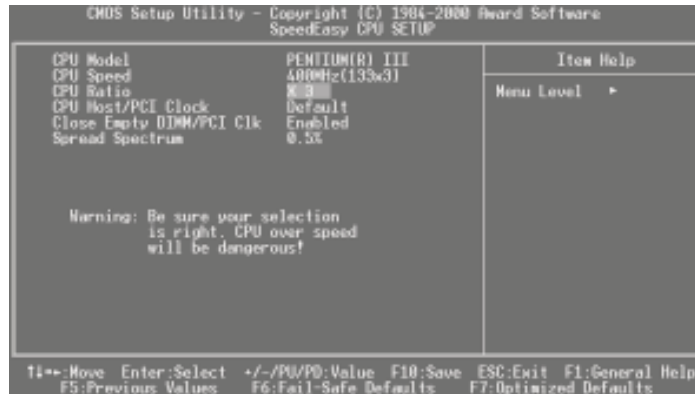 CMOS Setup Utility - Copyright (C) 1984-2000 Award Software
SpeedEasy CPU SETUP
CPU Model PENTIUM(R) III
CPU Speed 400MHz(133x3)
CPU Ratio X 3
CPU Host/PCI Clock Default
Close Empty DIMM/PCI Clk Enabled
Spread Spectrum 0.5%
Item Help
Menu Level ►
Warning: Be sure your selection
is right. CPU over speed
will be dangerous!
↑↓→←:Move Enter:Select +/-/PU/PD:Value F10:Save ESC:Exit F1:General Help
F5:Previous Values F6:Fail-Safe Defaults F7:Optimized Defaults